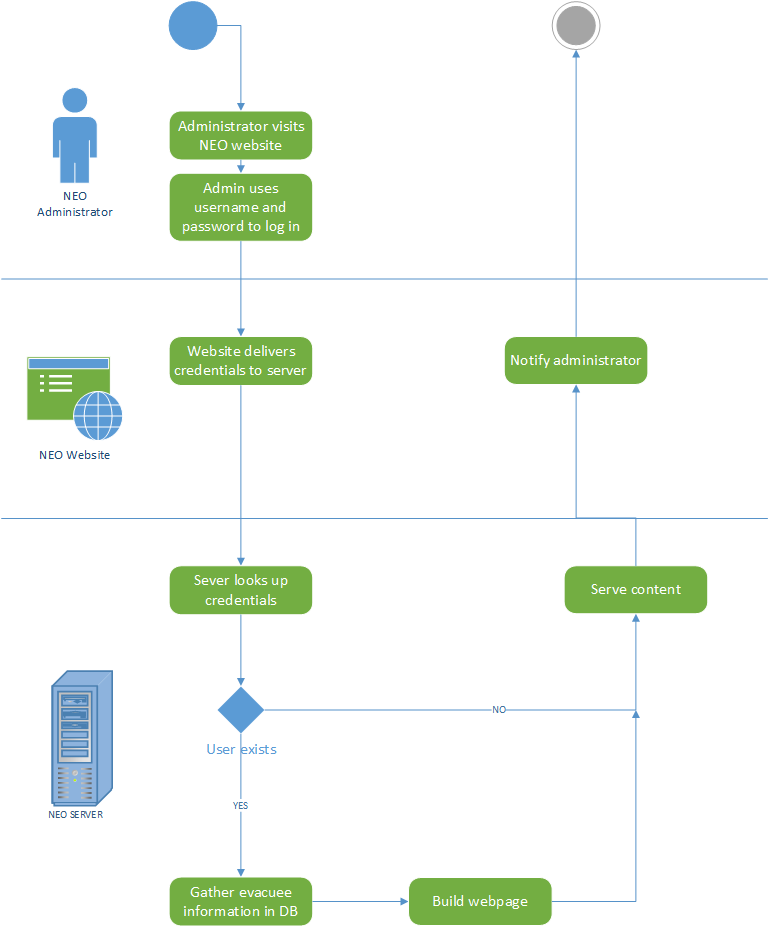 Administrator visits
NEO website
NEO
Administrator
Admin uses
username and
password to log in
Website delivers
credentials to server
Notify administrator
NEO Website
Sever looks up
credentials
Serve content
NO
User exists
YES
NEO SERVER
Gather evacuee
information in DB
Build webpage